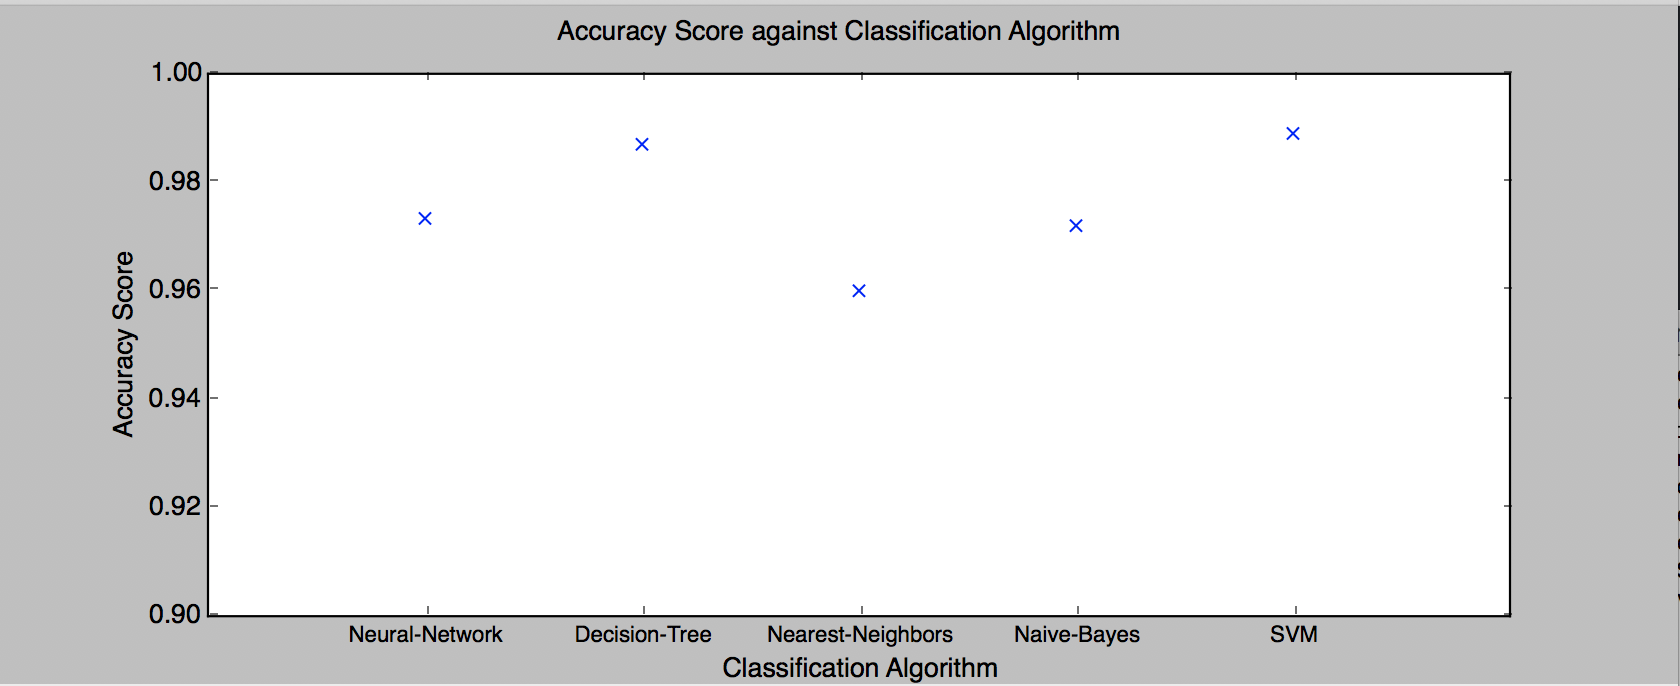 Accuracy Score against Classification Algorithm
1.00
0.98
0.96
0.94
0.92
0.90
Accuracy Score
Neural-Network Decision-Tree Nearest-Neighbors Naive-Bayes SVM
Classification Algorithm